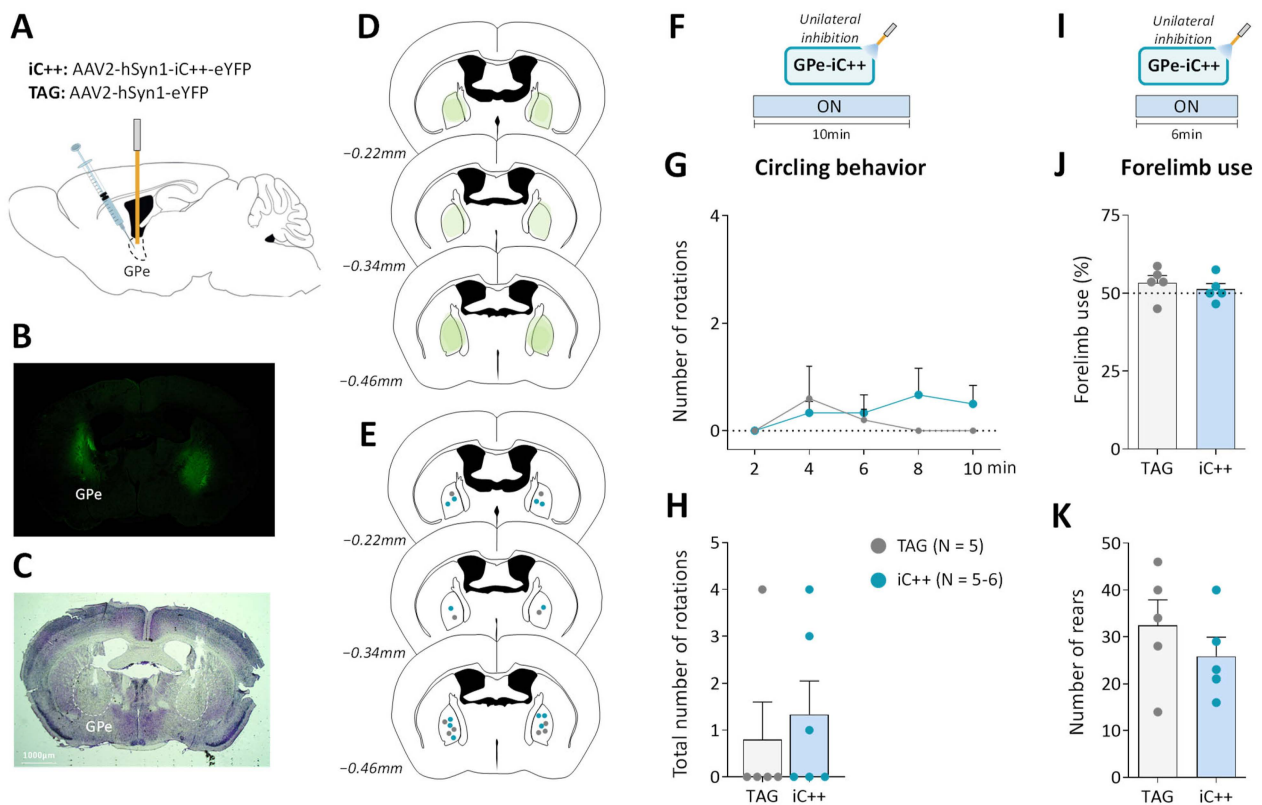 A
iC++: AAV2-hSyn1-iC++-eYFP
TAG: AAV2-hSyn1-eYFP
GPe
B
GPe
C
GPe
1000μm
D
−0.22mm
−0.34mm
−0.46mm
E
−0.22mm
−0.34mm
−0.46mm
F
Unilateral
inhibition
GPe-iC++
ON
10min
G
Circling behavior
Number of rotations
4
2
0
2 4 6 8 10 min
H
Total number of rotations
5
4
3
2
1
0
TAG iC++
TAG (N = 5)
iC++ (N = 5-6)
I
Unilateral
inhibition
GPe-iC++
ON
6min
J
Forelimb use
Forelimb use (%)
75
50
25
0
TAG iC++
K
Number of rears
50
40
30
20
10
0
TAG iC++